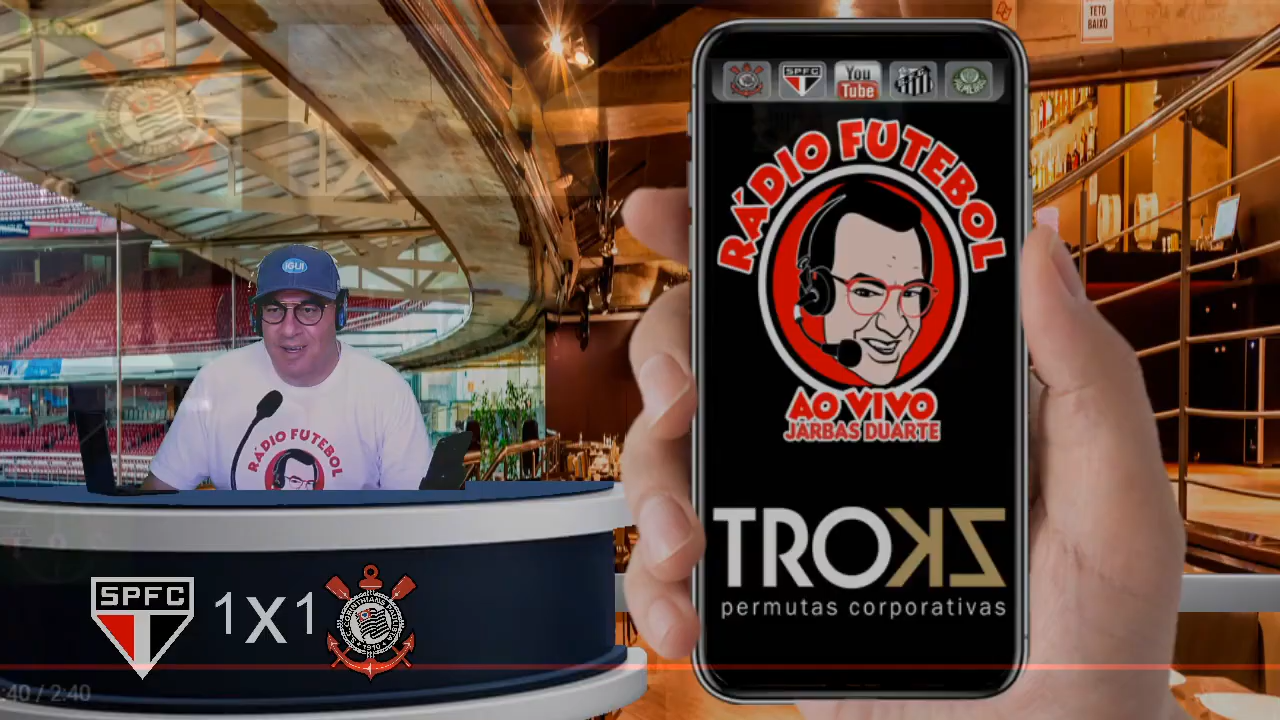 TETO
BAIXO
SPFC
You
Tube
RÁDIO FUTEBOL
AO VIVO
JARBAS DUARTE
IGUI
RÁDIO FUTEBOL
TROKZ
permutas corporativas
SPFC
1x1
:40 / 2:40